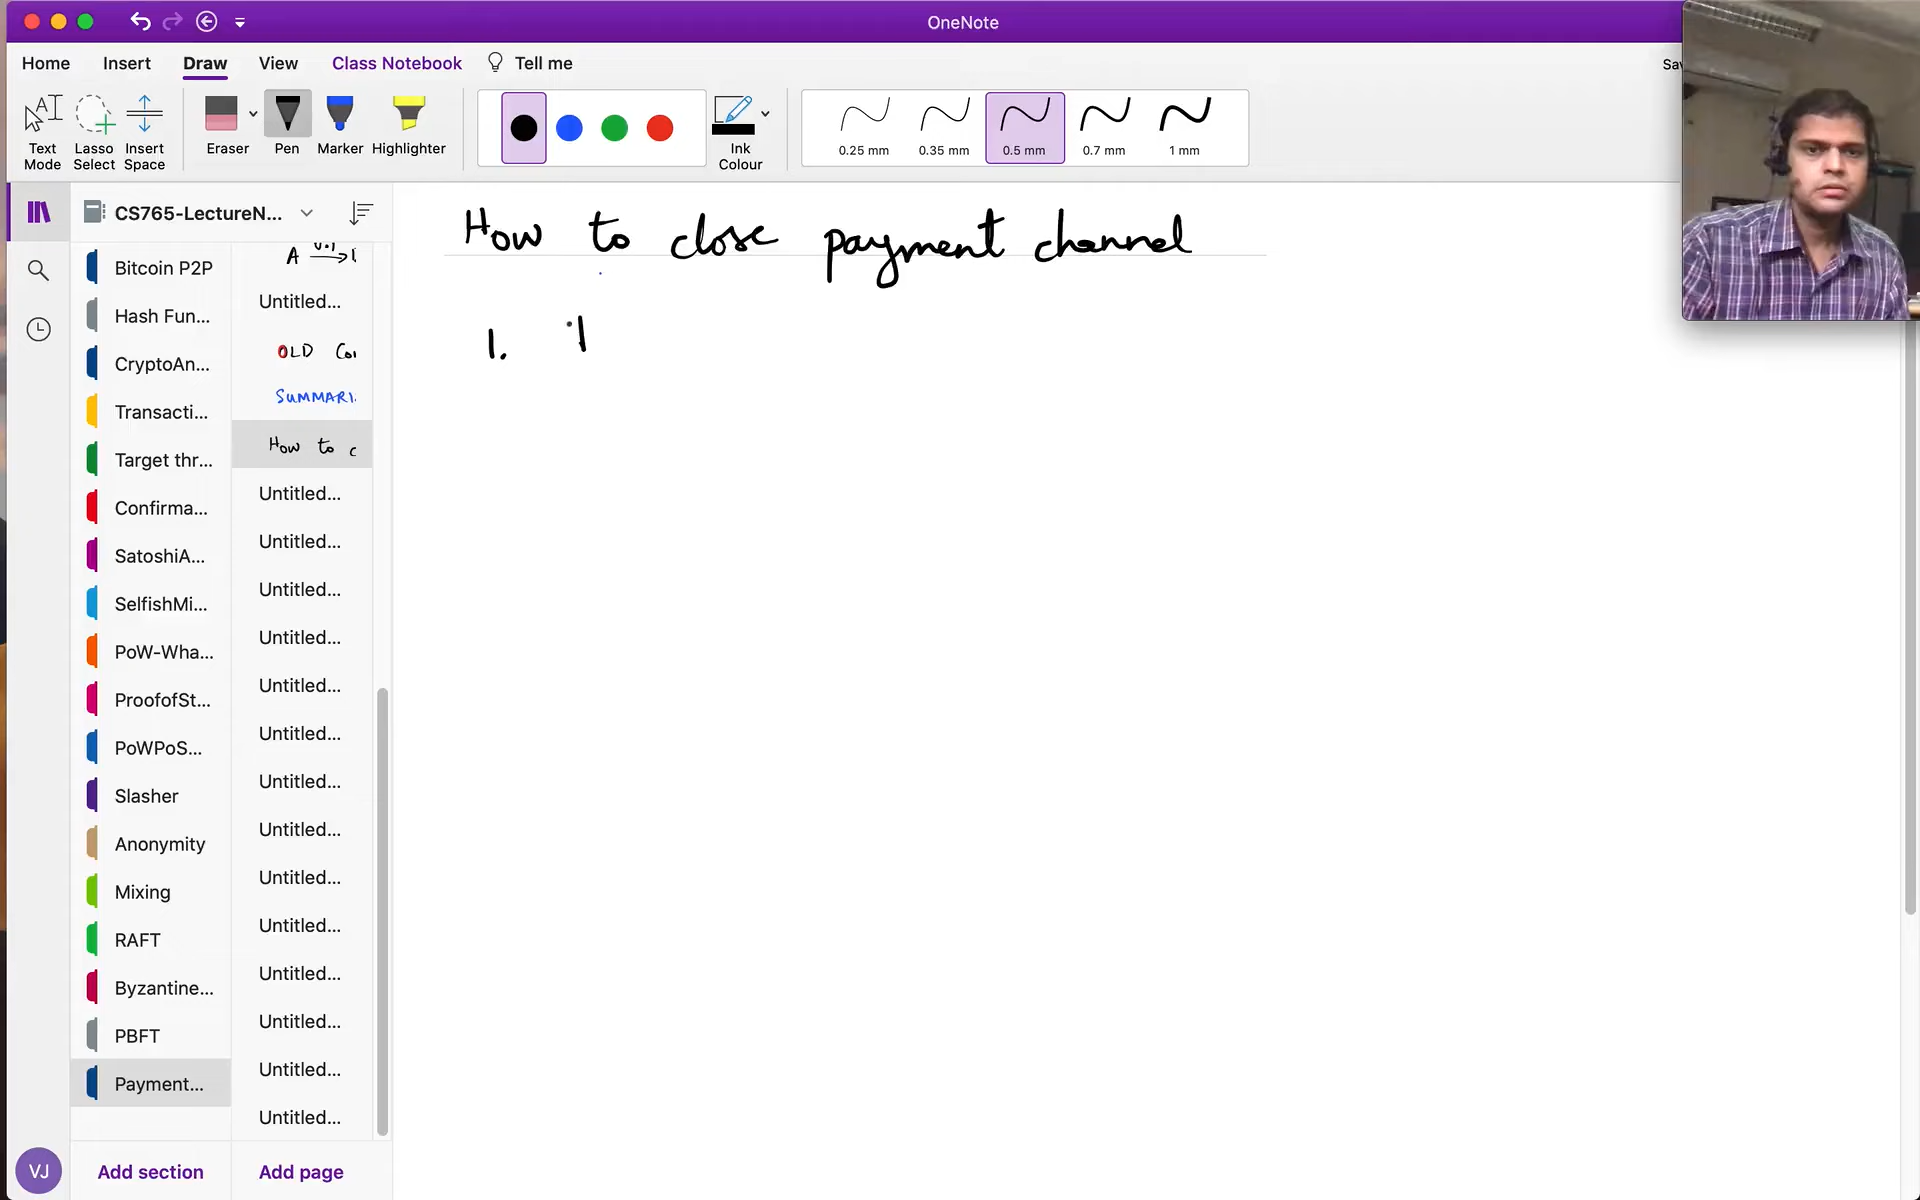 OneNote
Home Insert Draw View Class Notebook Tell me
Text Mode
Lasso Select
Insert Space
Eraser
Pen
Marker
Highlighter
Ink Colour
0.25 mm
0.35 mm
0.5 mm
0.7 mm
1 mm
CS765-LectureN...
Bitcoin P2P
Hash Fun...
CryptoAn...
Transacti...
Target thr...
Confirma...
SatoshiA...
SelfishMi...
PoW-Wha...
ProofofSt...
PoWPoS...
Slasher
Anonymity
Mixing
RAFT
Byzantine...
PBFT
Payment...
Add section
VJ
A →
Untitled...
OLD Co
SUMMARI
How to c
Untitled...
Untitled...
Untitled...
Untitled...
Untitled...
Untitled...
Untitled...
Untitled...
Untitled...
Untitled...
Untitled...
Untitled...
Untitled...
Untitled...
Add page
How to close payment channel
1.